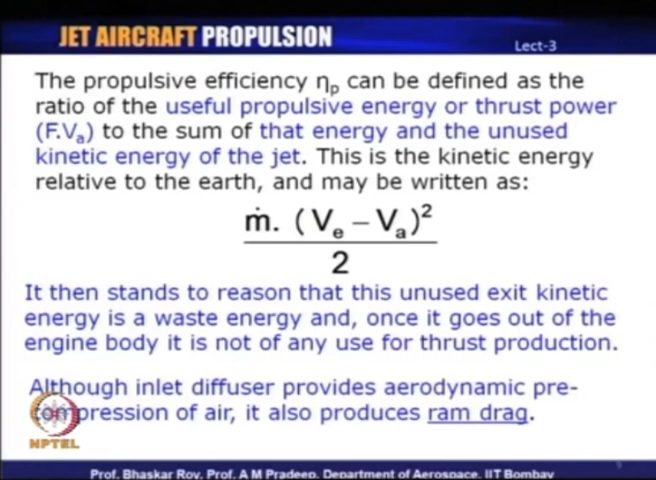 JET AIRCRAFT PROPULSION
Lect-3
The propulsive efficiency ηp can be defined as the
ratio of the useful propulsive energy or thrust power
(F.Va) to the sum of that energy and the unused
kinetic energy of the jet. This is the kinetic energy
relative to the earth, and may be written as:
ṁ. (Ve – Va)²
2
It then stands to reason that this unused exit kinetic
energy is a waste energy and, once it goes out of the
engine body it is not of any use for thrust production.
Although inlet diffuser provides aerodynamic pre-
compression of air, it also produces ram drag.
NPTEL
9
Prof. Bhaskar Roy, Prof. A M Pradeep, Department of Aerospace, IIT Bombay